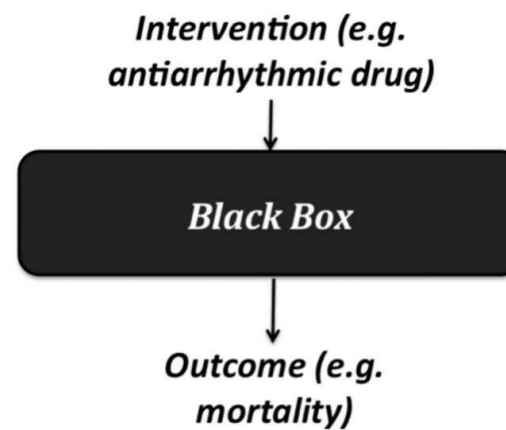 Intervention (e.g.
antiarrhythmic drug)
Black Box
Outcome (e.g.
mortality)